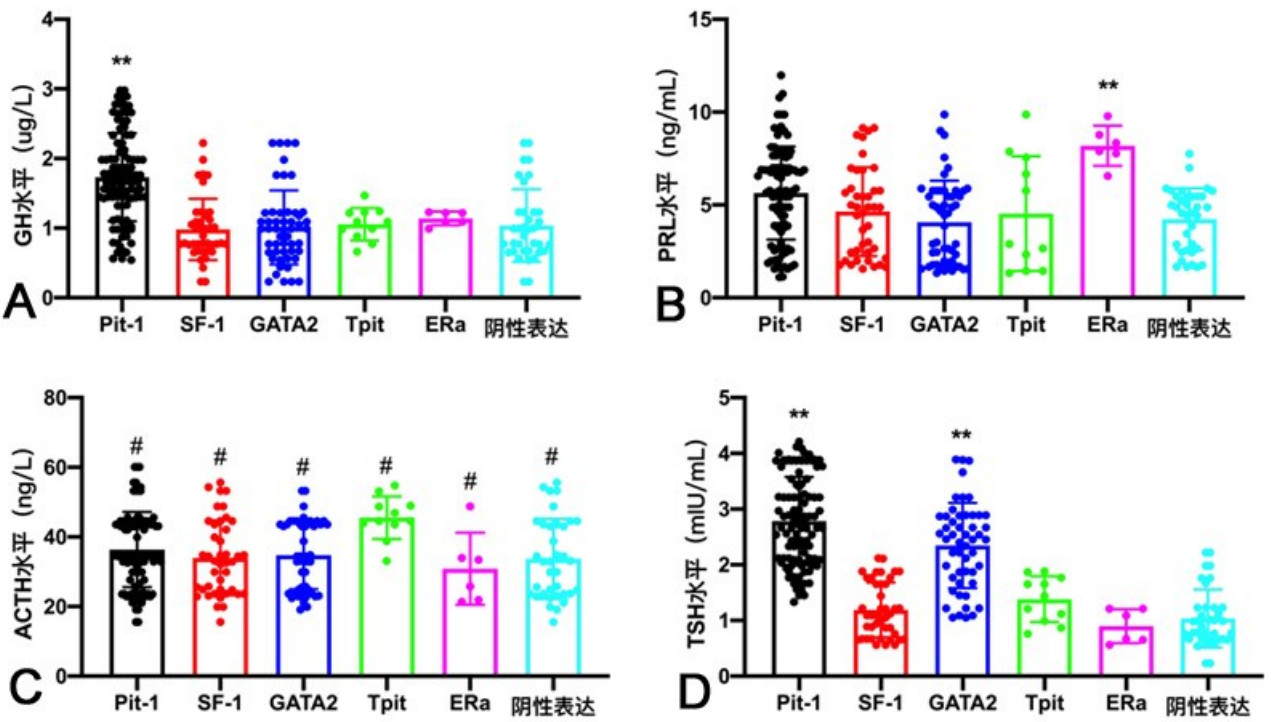 A
GH水平 (ug/L)
4
3
2
1
0
**
Pit-1 SF-1 GATA2 Tpit ERa 阴性表达
B
PRL水平 (ng/mL)
15
10
5
0
**
Pit-1 SF-1 GATA2 Tpit ERa 阴性表达
C
ACTH水平 (ng/L)
80
60
40
20
0
# # # # # #
Pit-1 SF-1 GATA2 Tpit ERa 阴性表达
D
TSH水平 (mIU/mL)
5
4
3
2
1
0
** **
Pit-1 SF-1 GATA2 Tpit ERa 阴性表达